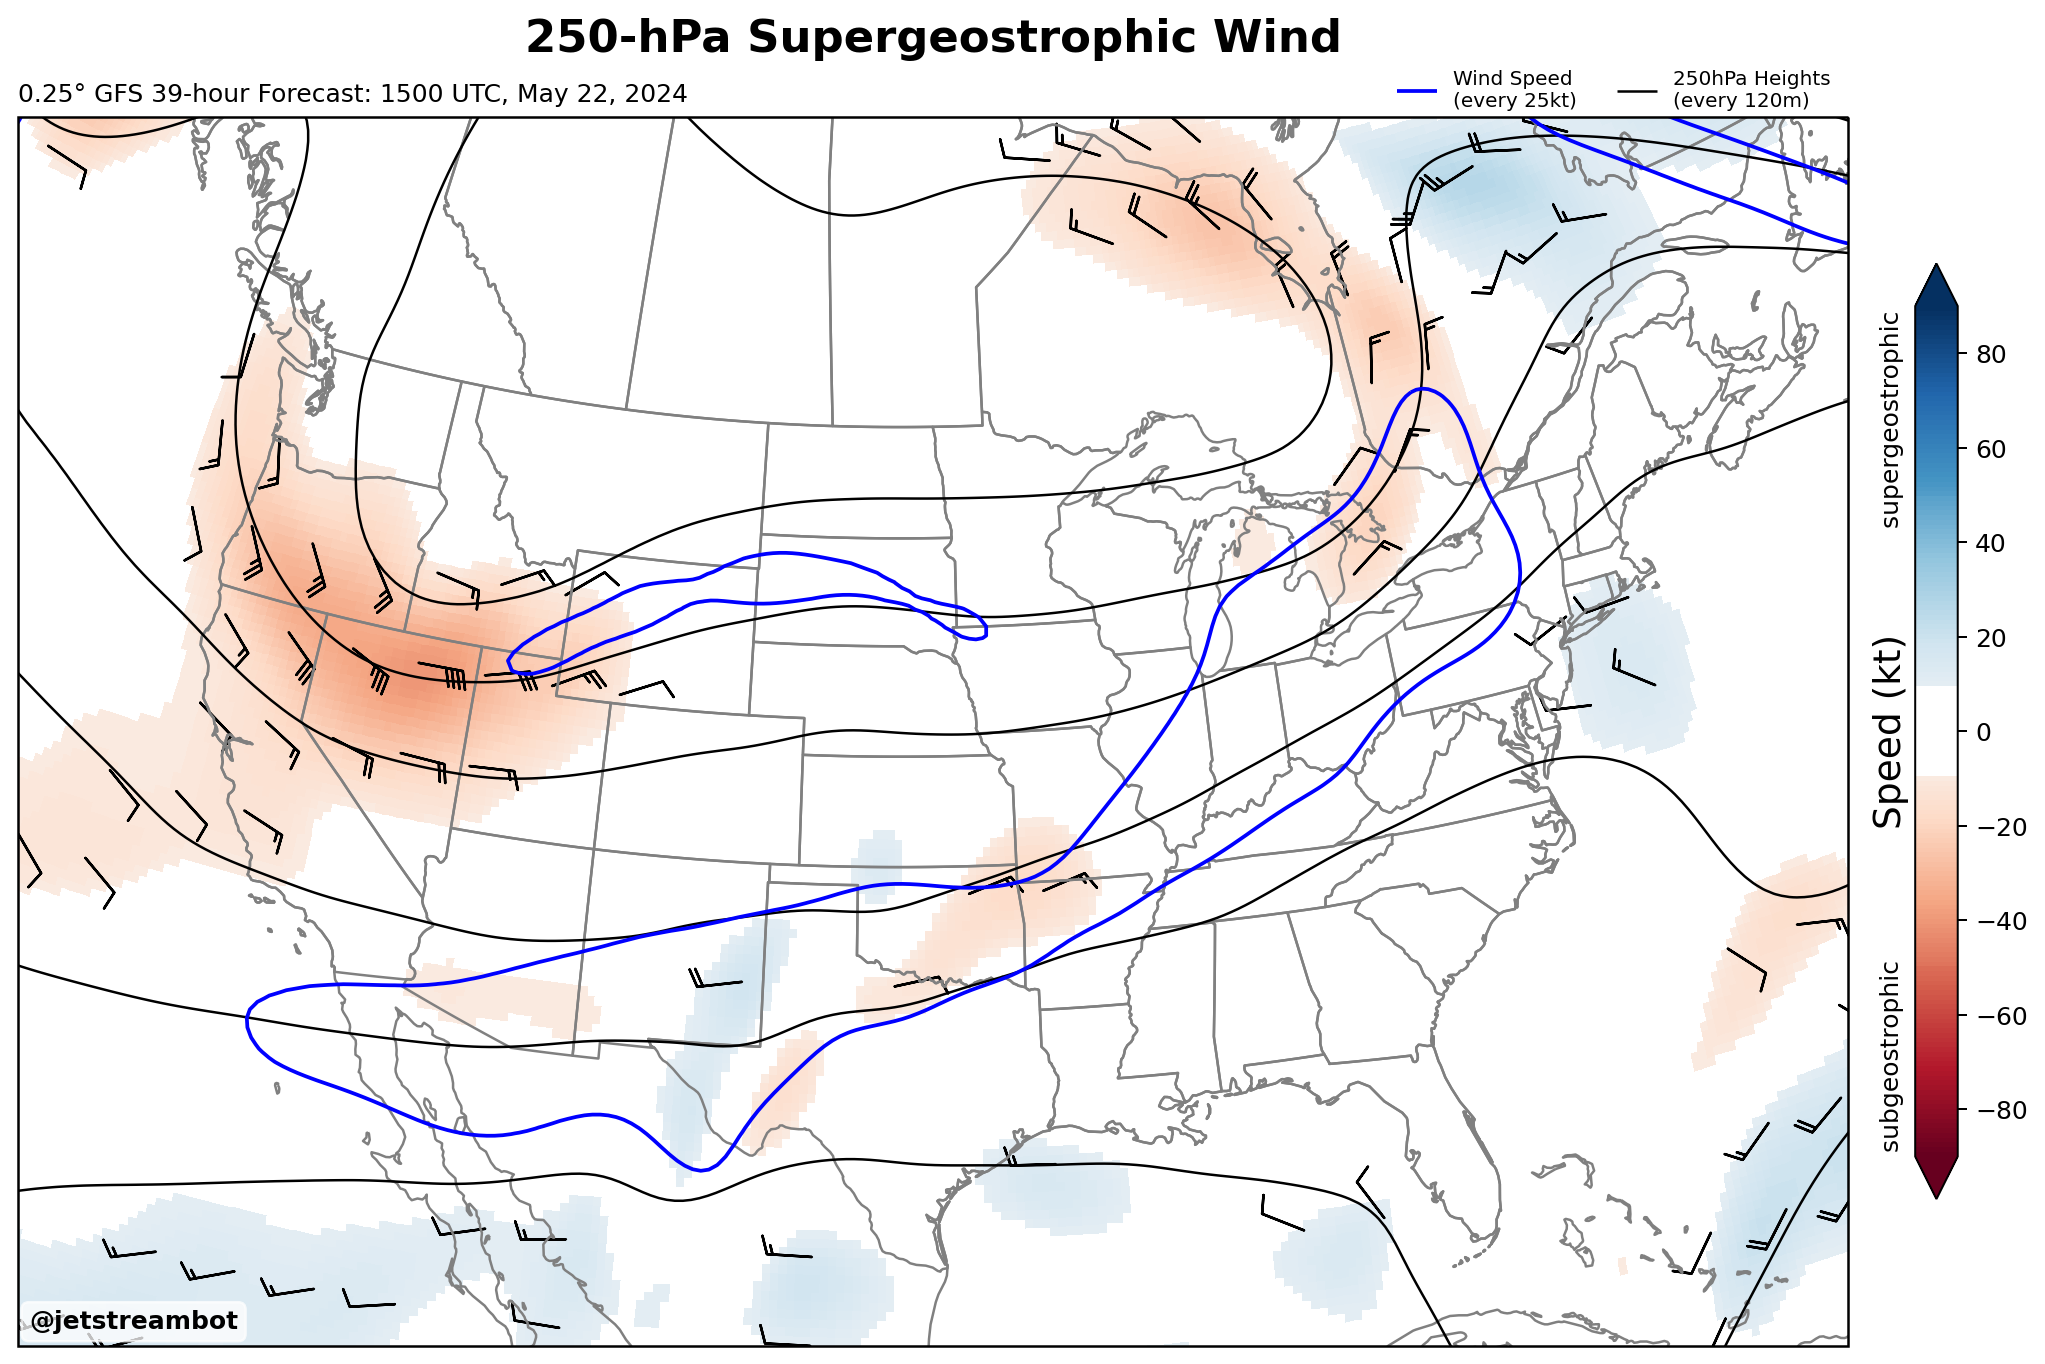 250-hPa Supergeostrophic Wind
0.25° GFS 39-hour Forecast: 1500 UTC, May 22, 2024
Wind Speed
(every 25kt)
250hPa Heights
(every 120m)
supergeostrophic
Speed (kt)
subgeostrophic
80
60
40
20
0
−20
−40
−60
−80
@jetstreambot